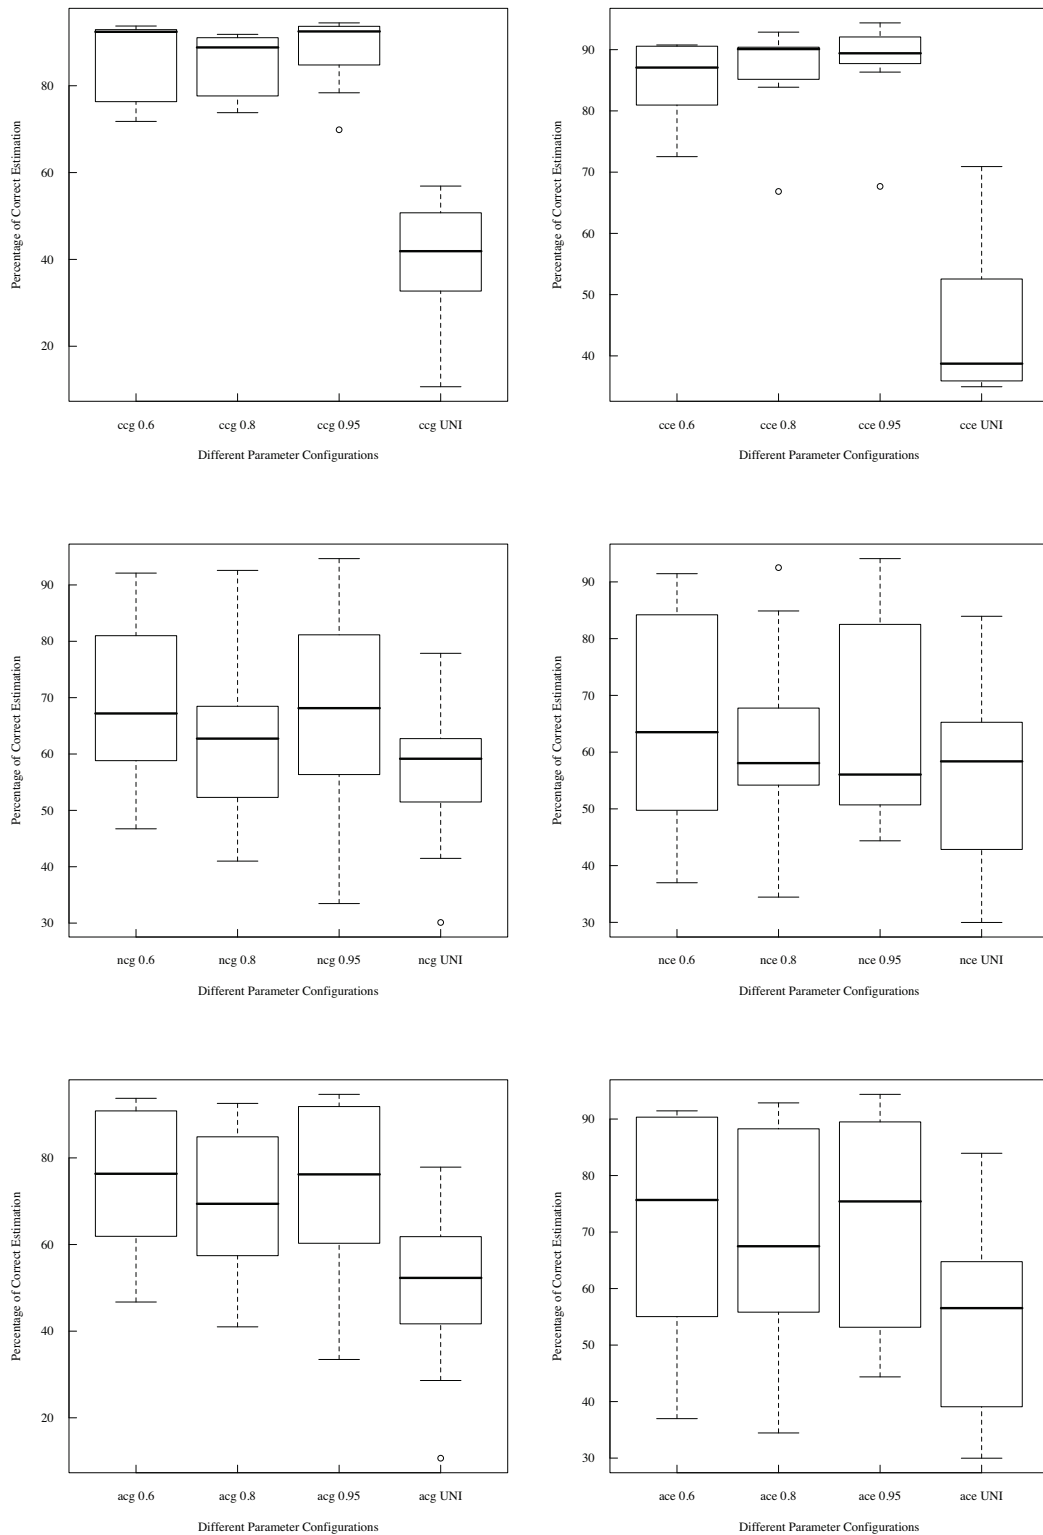 Percentage of Correct Estimation
80
60
40
20
ccg 0.6 ccg 0.8 ccg 0.95 ccg UNI
Different Parameter Configurations
Percentage of Correct Estimation
90
80
70
60
50
40
cce 0.6 cce 0.8 cce 0.95 cce UNI
Different Parameter Configurations
Percentage of Correct Estimation
90
80
70
60
50
40
30
ncg 0.6 ncg 0.8 ncg 0.95 ncg UNI
Different Parameter Configurations
Percentage of Correct Estimation
90
80
70
60
50
40
30
nce 0.6 nce 0.8 nce 0.95 nce UNI
Different Parameter Configurations
Percentage of Correct Estimation
80
60
40
20
acg 0.6 acg 0.8 acg 0.95 acg UNI
Different Parameter Configurations
Percentage of Correct Estimation
90
80
70
60
50
40
30
ace 0.6 ace 0.8 ace 0.95 ace UNI
Different Parameter Configurations